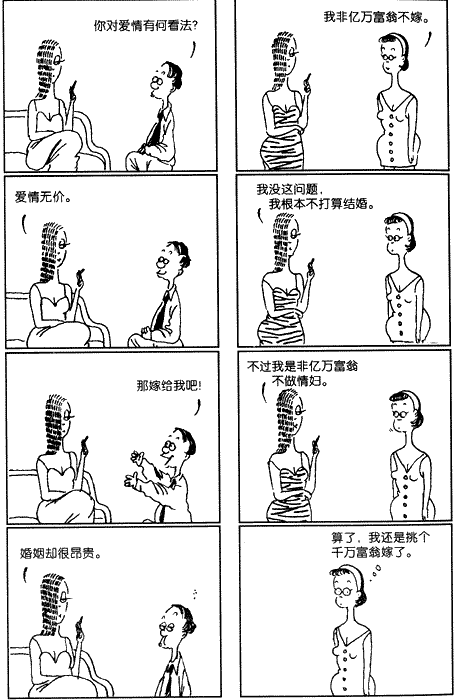 你对爱情有何看法?
爱情无价。
那嫁给我吧!
婚姻却很昂贵。
我非亿万富翁不嫁。
我没这问题,
我根本不打算结婚。
不过我是非亿万富翁
不做情妇。
算了,我还是挑个
千万富翁嫁了。